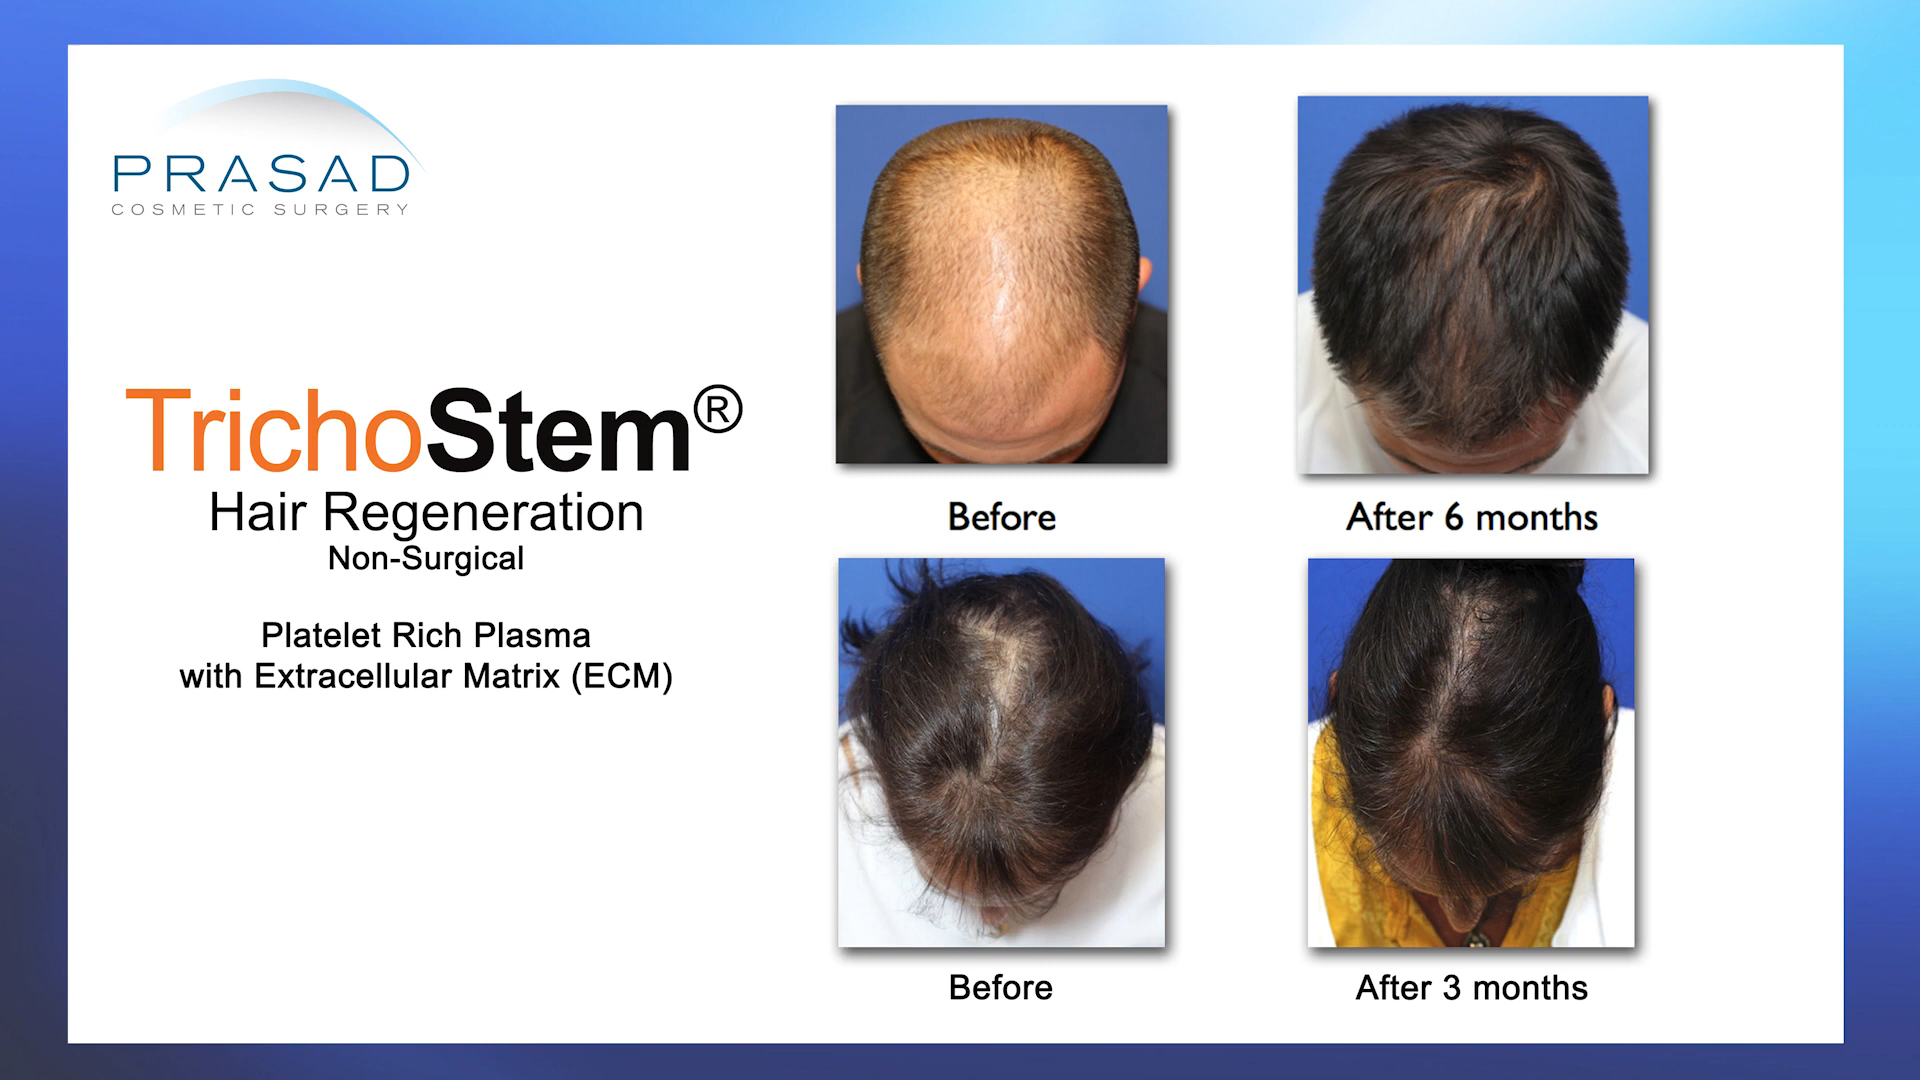 PRASAD
COSMETIC SURGERY
TrichoStem®
Hair Regeneration
Non-Surgical
Platelet Rich Plasma
with Extracellular Matrix (ECM)
Before
After 6 months
Before
After 3 months